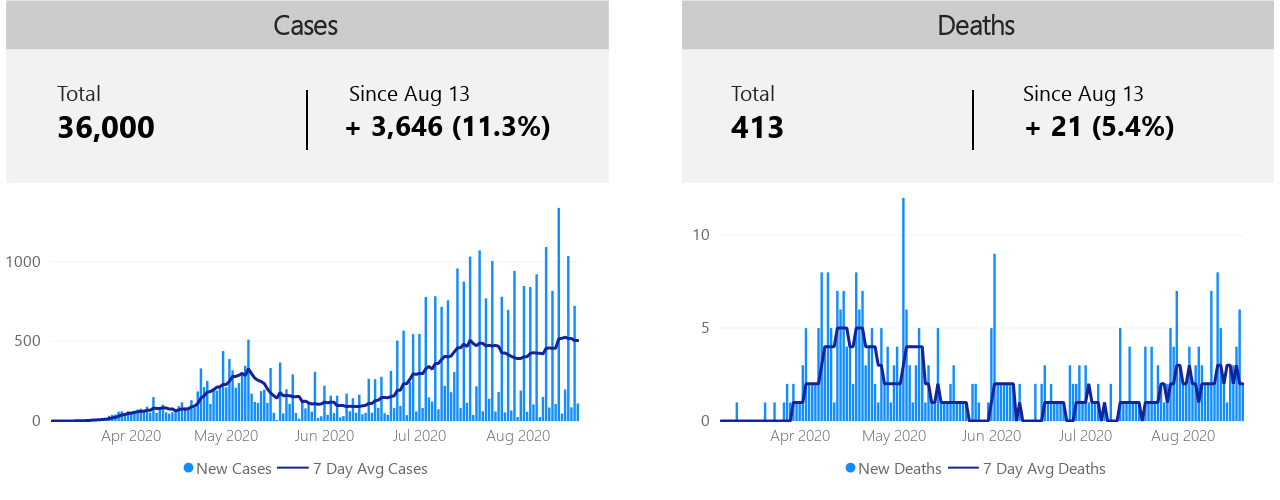 Cases
Total
36,000
Since Aug 13
+ 3,646 (11.3%)
1000
500
0
Apr 2020 May 2020 Jun 2020 Jul 2020 Aug 2020
New Cases 7 Day Avg Cases
Deaths
Total
413
Since Aug 13
+ 21 (5.4%)
10
5
0
Apr 2020 May 2020 Jun 2020 Jul 2020 Aug 2020
New Deaths 7 Day Avg Deaths